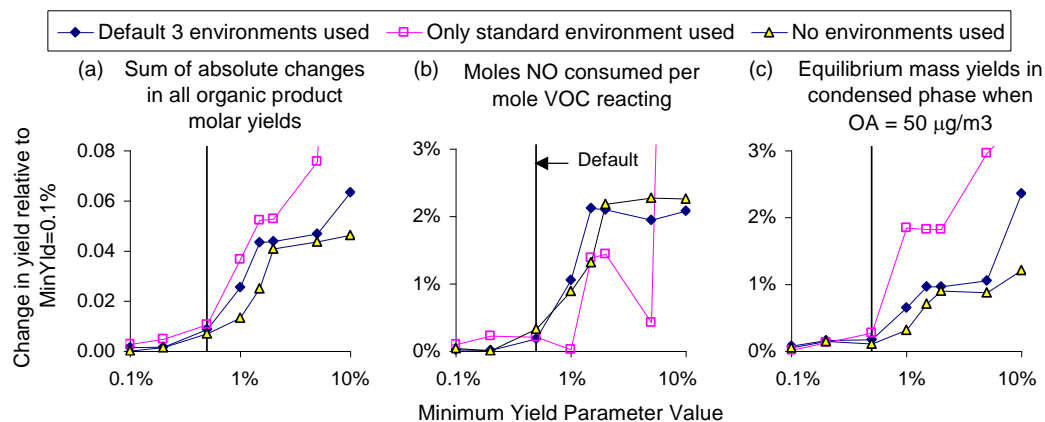 Default 3 environments used
Only standard environment used
No environments used
(a) Sum of absolute changes
in all organic product
molar yields
(b) Moles NO consumed per
mole VOC reacting
(c) Equilibrium mass yields in
condensed phase when
OA = 50 μg/m3
Change in yield relative to
MinYld=0.1%
0.08
0.06
0.04
0.02
0.00
0.1%
1%
10%
3%
2%
1%
0%
0.1%
1%
10%
Default
3%
2%
1%
0%
0.1%
1%
10%
Minimum Yield Parameter Value